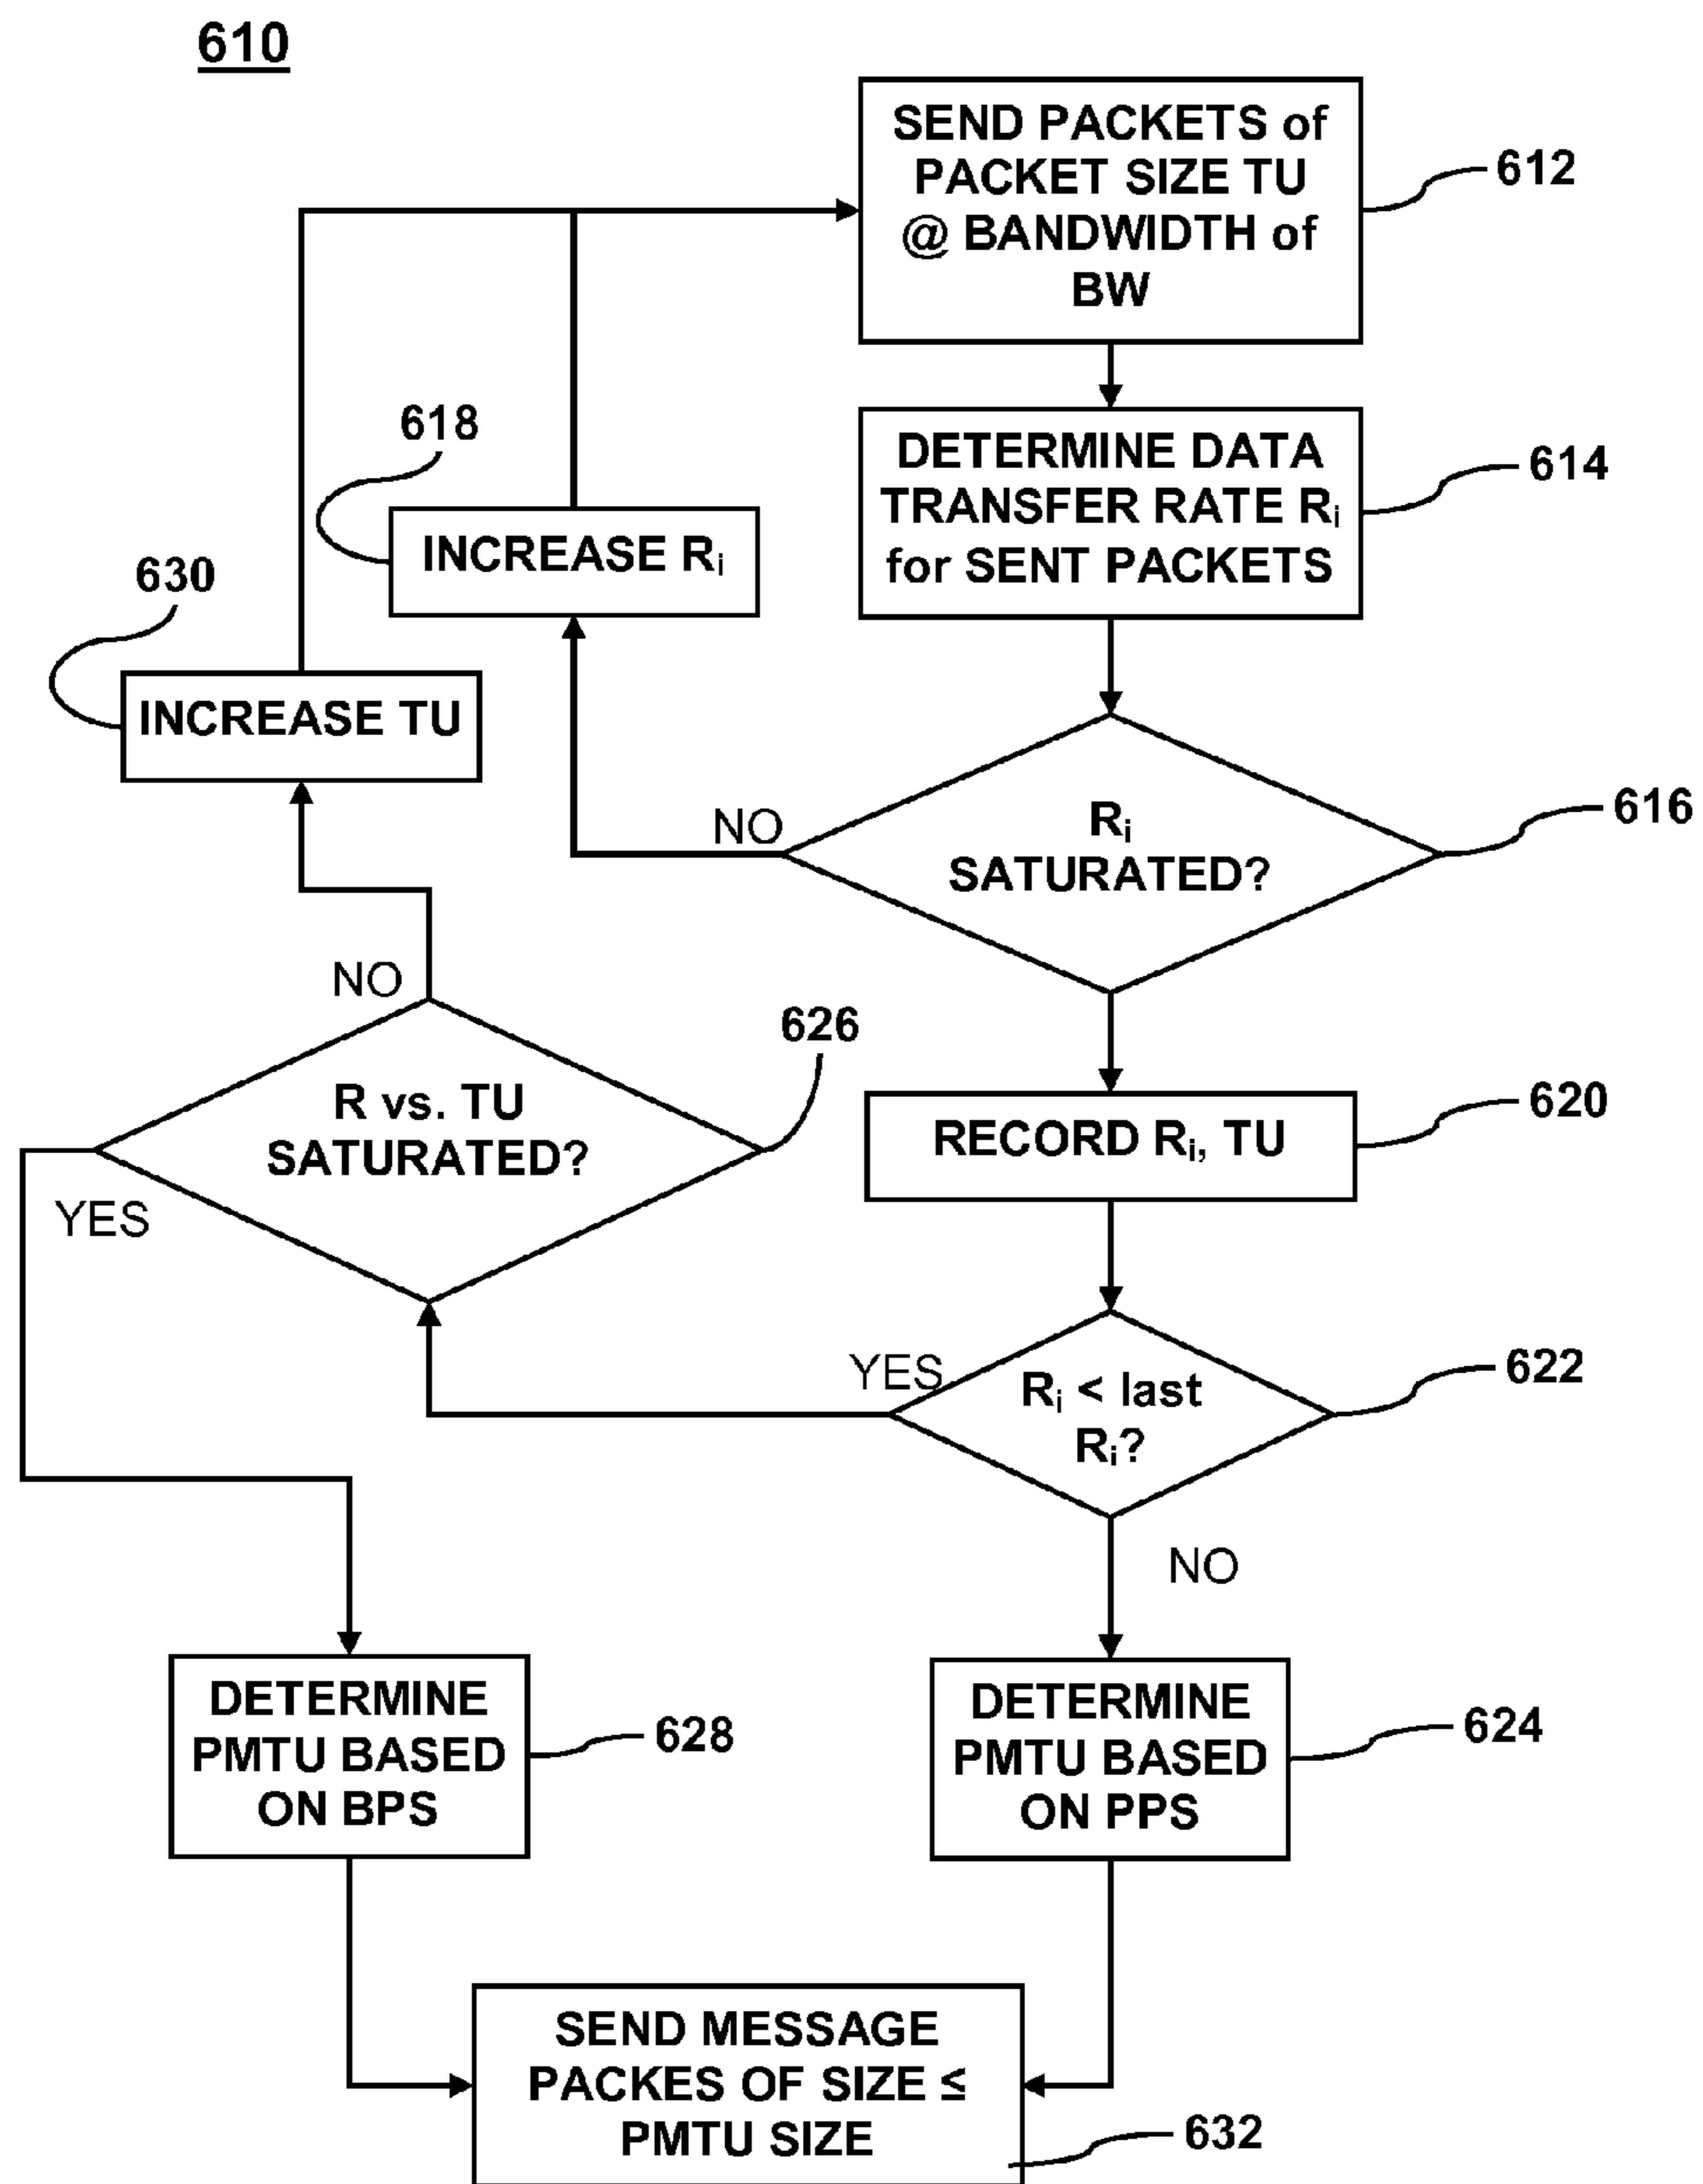 610
SEND PACKETS of
PACKET SIZE TU
@ BANDWIDTH of
BW
612
DETERMINE DATA
TRANSFER RATE Ri
for SENT PACKETS
614
618
INCREASE Ri
630
INCREASE TU
NO
Ri
SATURATED?
616
NO
626
R vs. TU
SATURATED?
YES
RECORD Ri, TU
620
YES
Ri < last
Ri?
622
NO
DETERMINE
PMTU BASED
ON BPS
628
DETERMINE
PMTU BASED
ON PPS
624
SEND MESSAGE
PACKES OF SIZE ≤
PMTU SIZE
632